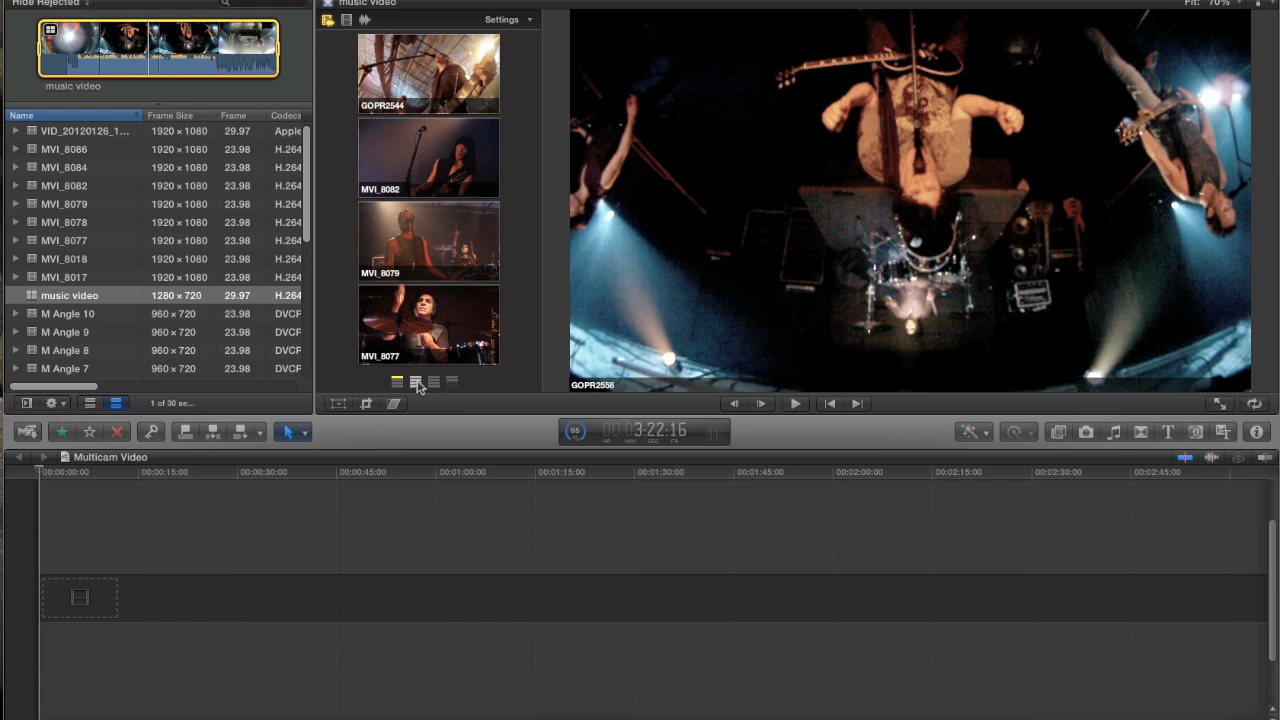 Hide Rejected
music video
Name Frame Size Frame Codecs
VID_20120126_1... 1920 × 1080 29.97 Apple
MVI_8086 1920 × 1080 23.98 H.264
MVI_8084 1920 × 1080 23.98 H.264
MVI_8082 1920 × 1080 23.98 H.264
MVI_8079 1920 × 1080 23.98 H.264
MVI_8078 1920 × 1080 23.98 H.264
MVI_8077 1920 × 1080 23.98 H.264
MVI_8018 1920 × 1080 23.98 H.264
MVI_8017 1920 × 1080 23.98 H.264
music video 1280 × 720 29.97 H.264
M Angle 10 960 × 720 23.98 DVCP
M Angle 9 960 × 720 23.98 DVCP
M Angle 8 960 × 720 23.98 DVCP
M Angle 7 960 × 720 23.98 DVCP
1 of 30 se...
music video
Fit: 70%
Settings
GOPR2544
MVI_8082
MVI_8079
MVI_8077
GOPR2558
95 % 00:03:22:16
HR MIN SEC FR
Multicam Video
00:00:00:00 00:00:15:00 00:00:30:00 00:00:45:00 00:01:00:00 00:01:15:00 00:01:30:00 00:01:45:00 00:02:00:00 00:02:15:00 00:02:30:00 00:02:45:00